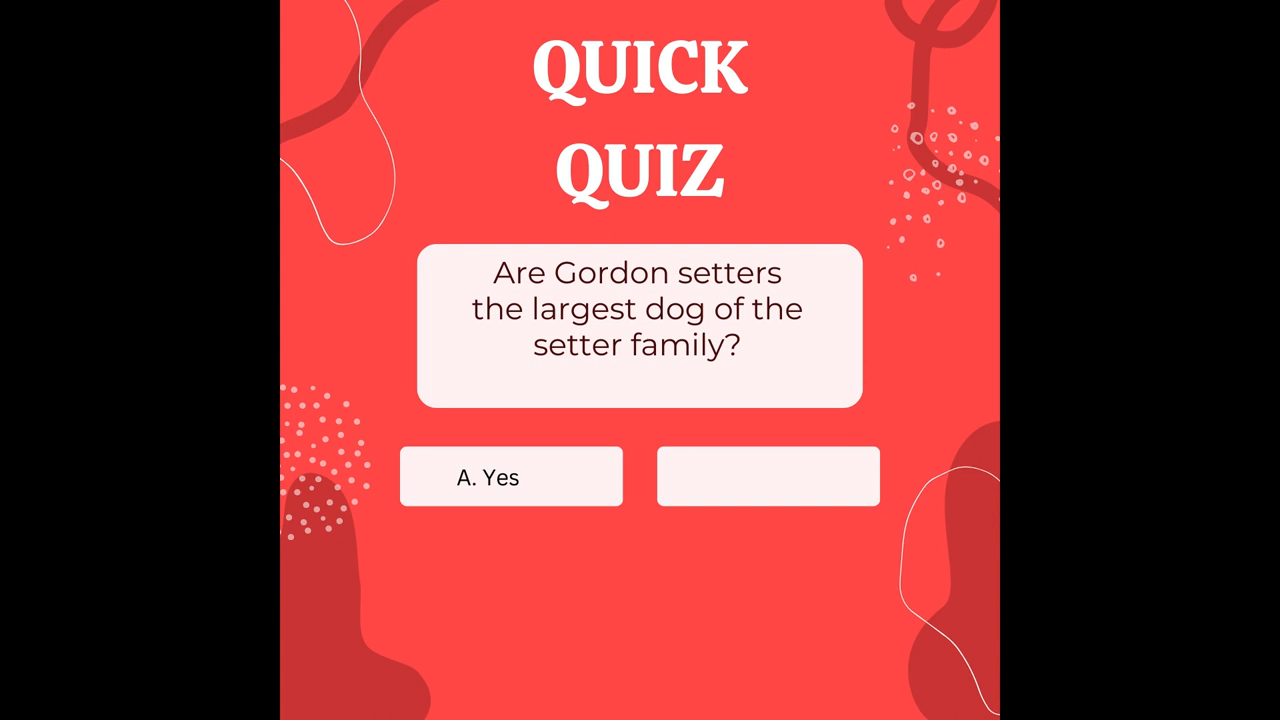 QUICK
QUIZ
Are Gordon setters
the largest dog of the
setter family?
A. Yes